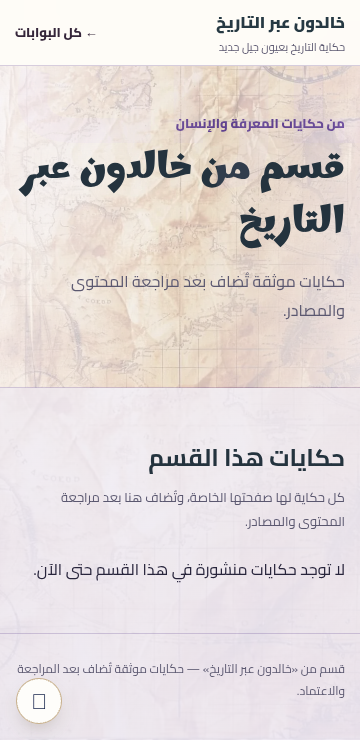 خالدون عبر التاريخ
حكاية التاريخ بعيون جيل جديد
← كل البوابات
من حكايات المعرفة والإنسان
قسم من خالدون عبر
التاريخ
حكايات موثقة تُضاف بعد مراجعة المحتوى
والمصادر.
حكايات هذا القسم
كل حكاية لها صفحتها الخاصة، وتُضاف هنا بعد مراجعة
المحتوى والمصادر.
لا توجد حكايات منشورة في هذا القسم حتى الآن.
قسم من «خالدون عبر التاريخ» — حكايات موثقة تُضاف بعد المراجعة
والاعتماد.